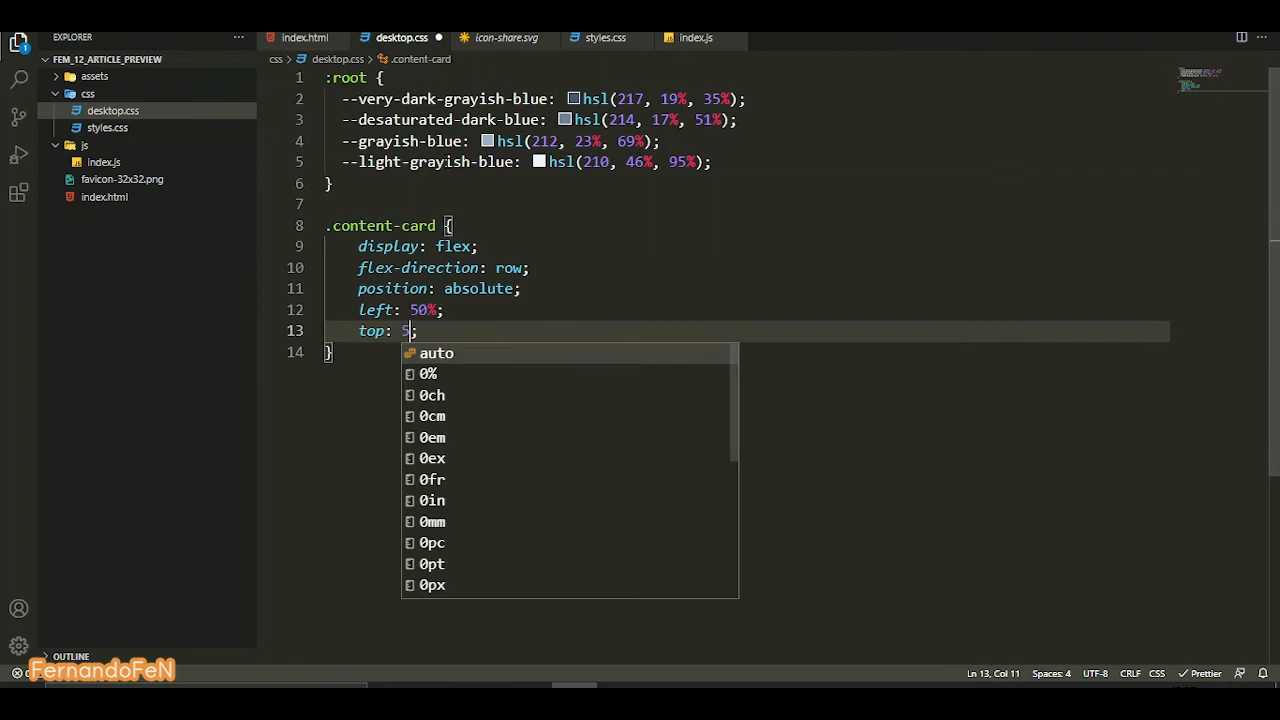 EXPLORER
index.html
desktop.css
icon-share.svg
styles.css
index.js
FEM_12_ARTICLE_PREVIEW
css > desktop.css > .content-card
assets
css
desktop.css
styles.css
js
index.js
favicon-32x32.png
index.html
1 :root {
2 --very-dark-grayish-blue: hsl(217, 19%, 35%);
3 --desaturated-dark-blue: hsl(214, 17%, 51%);
4 --grayish-blue: hsl(212, 23%, 69%);
5 --light-grayish-blue: hsl(210, 46%, 95%);
6 }
7
8 .content-card {
9 display: flex;
10 flex-direction: row;
11 position: absolute;
12 left: 50%;
13 top: 5;
14 }
auto
0%
0ch
0cm
0em
0ex
0fr
0in
0mm
0pc
0pt
0px
1
OUTLINE
FernandoFeN
Ln 13, Col 11
Spaces: 4
UTF-8
CRLF
CSS
Prettier